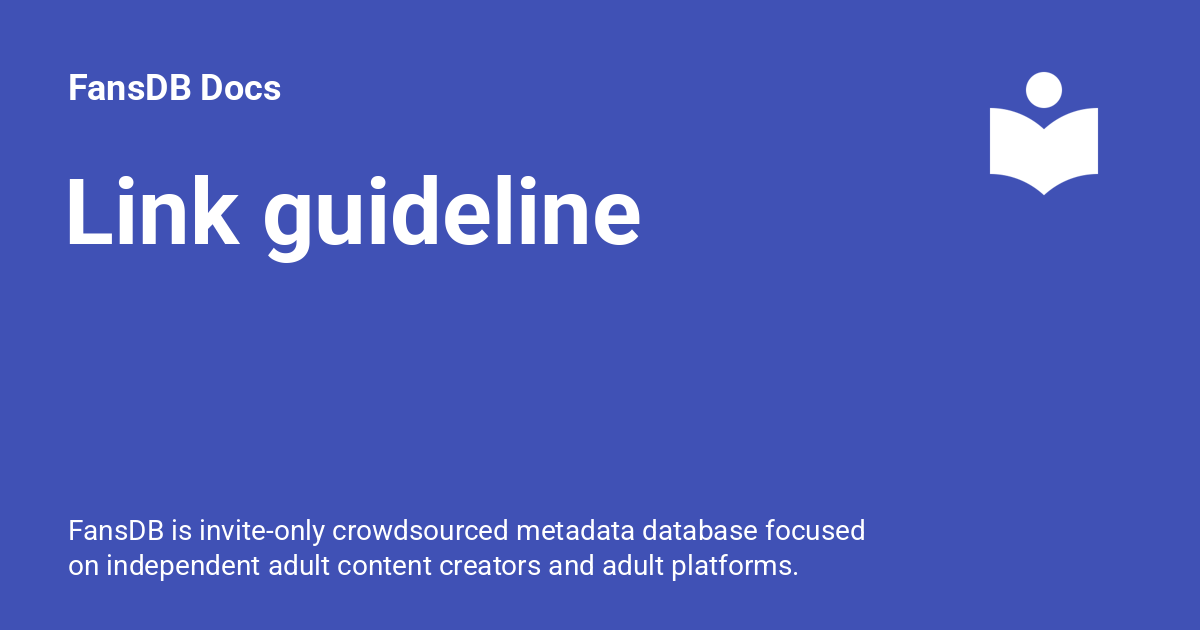 FansDB Docs
Link guideline
FansDB is invite-only crowdsourced metadata database focused
on independent adult content creators and adult platforms.